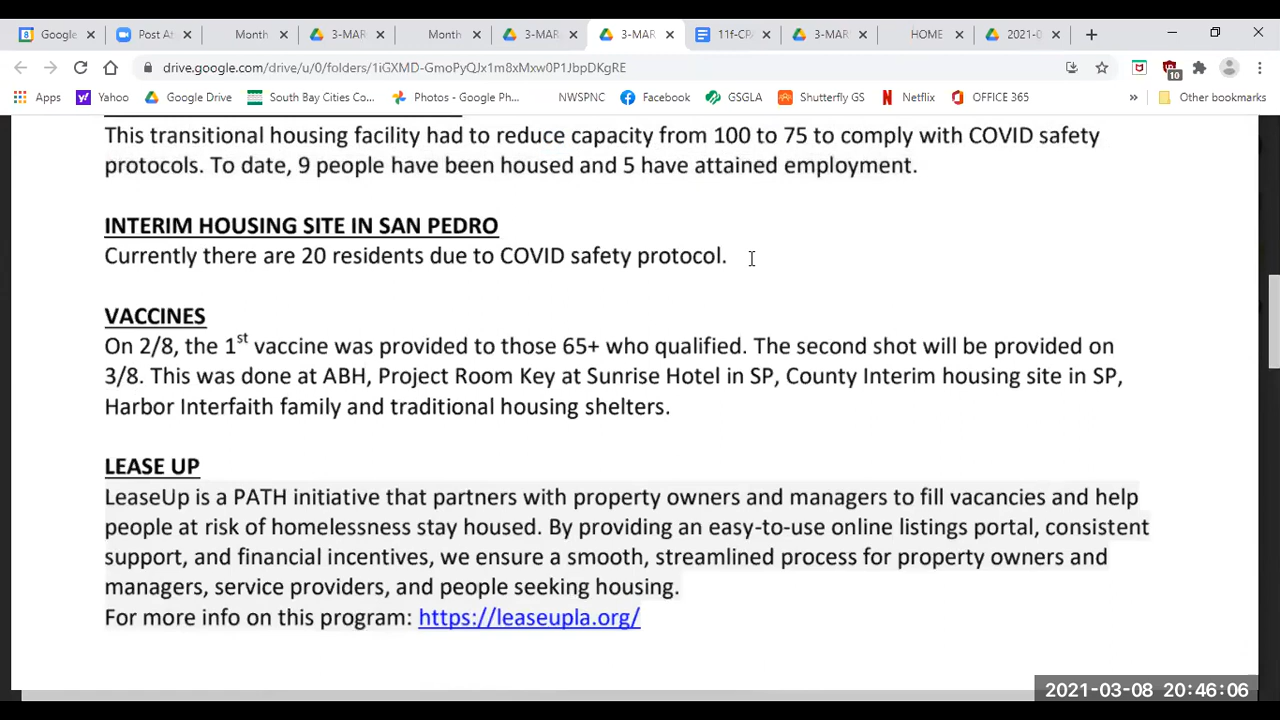 Google
Post A
Month
3-MAR
Month
3-MAR
3-MAR
11f-CP
3-MAR
HOME
2021-0
drive.google.com/drive/u/0/folders/1iGXMD-GmoPyQJx1m8xMxw0P1JbpDKgRE
10
Apps
Yahoo
Google Drive
South Bay Cities Co...
Photos - Google Ph...
NWSPNC
Facebook
GSGLA
Shutterfly GS
Netflix
OFFICE 365
»
Other bookmarks
This transitional housing facility had to reduce capacity from 100 to 75 to comply with COVID safety
protocols. To date, 9 people have been housed and 5 have attained employment.
INTERIM HOUSING SITE IN SAN PEDRO
Currently there are 20 residents due to COVID safety protocol.
VACCINES
On 2/8, the 1st vaccine was provided to those 65+ who qualified. The second shot will be provided on
3/8. This was done at ABH, Project Room Key at Sunrise Hotel in SP, County Interim housing site in SP,
Harbor Interfaith family and traditional housing shelters.
LEASE UP
LeaseUp is a PATH initiative that partners with property owners and managers to fill vacancies and help
people at risk of homelessness stay housed. By providing an easy-to-use online listings portal, consistent
support, and financial incentives, we ensure a smooth, streamlined process for property owners and
managers, service providers, and people seeking housing.
For more info on this program: https://leaseupla.org/
2021-03-08 20:46:06